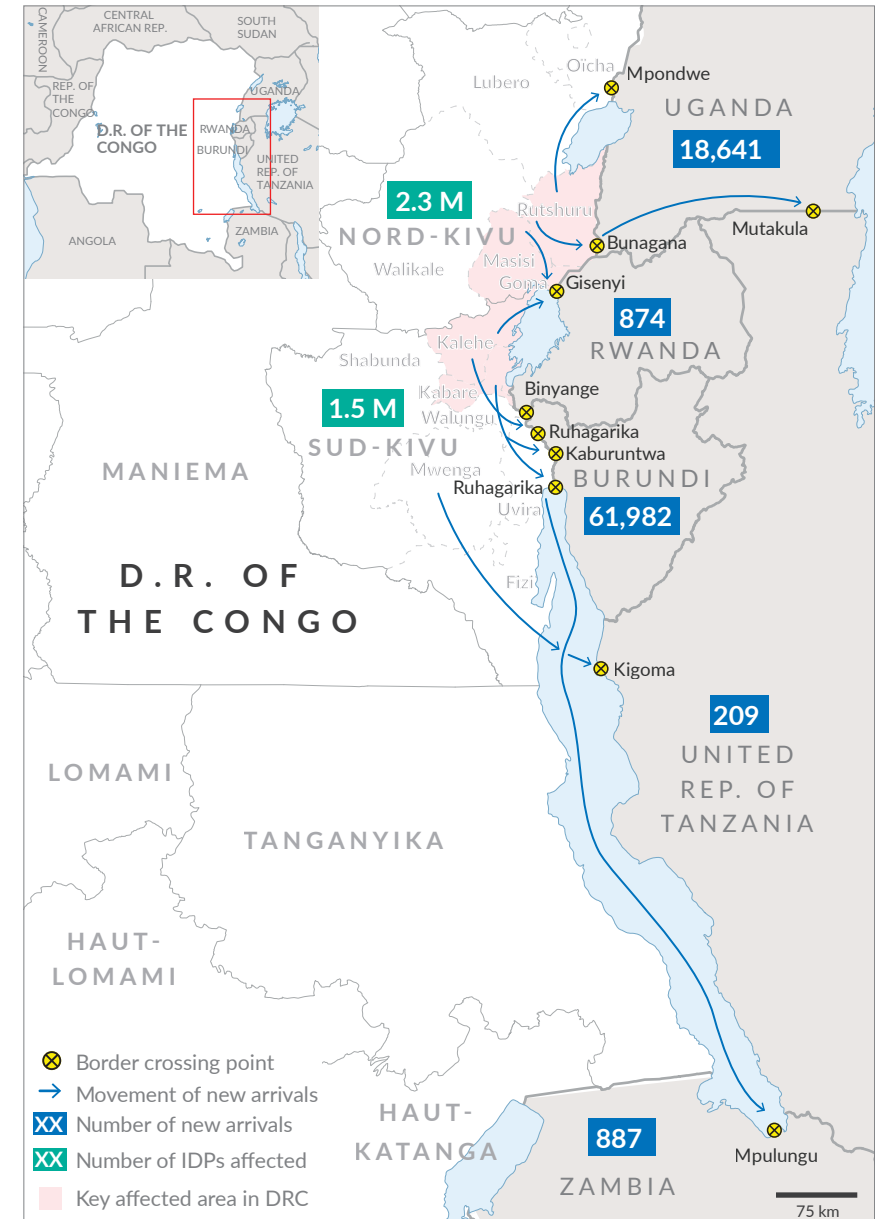 CAMEROON
CENTRAL
AFRICAN REP.
SOUTH
SUDAN
REP. OF
THE
CONGO
UGANDA
D.R. OF THE
CONGO
RWANDA
BURUNDI
UNITED
REP. OF
TANZANIA
ANGOLA
ZAMBIA
Oïcha
Lubero
Mpondwe
UGANDA
18,641
2.3 M
NORD-KIVU
Rutshuru
Walikale
Masisi
Goma
Bunagana
Mutakula
Gisenyi
874
RWANDA
Kalehe
Shabunda
Kabare
Walungu
1.5 M
SUD-KIVU
Mwenga
Binyange
Ruhagarika
Kaburuntwa
Ruhagarika
BURUNDI
61,982
Uvira
Fizi
MANIEMA
D.R. OF
THE CONGO
Kigoma
209
UNITED
REP. OF
TANZANIA
LOMAMI
TANGANYIKA
HAUT-
LOMAMI
HAUT-
KATANGA
887
ZAMBIA
Mpulungu
75 km
Border crossing point
Movement of new arrivals
XX Number of new arrivals
XX Number of IDPs affected
Key affected area in DRC